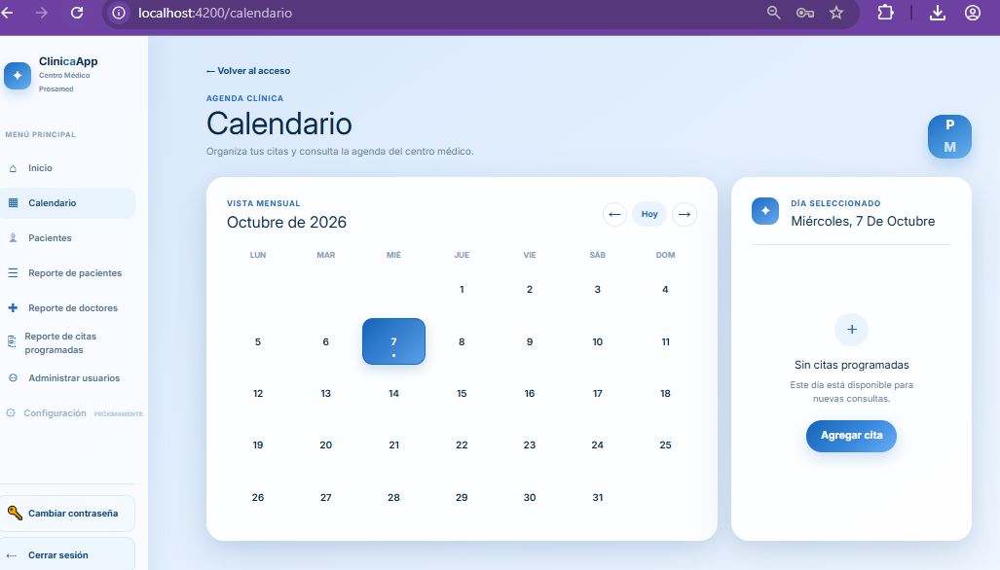 localhost:4200/calendario
ClinicaApp
Centro Médico
Prosamed
MENÚ PRINCIPAL
Inicio
Calendario
Pacientes
Reporte de pacientes
Reporte de doctores
Reporte de citas
programadas
Administrar usuarios
Configuración PRÓXIMAMENTE
Cambiar contraseña
Cerrar sesión
← Volver al acceso
AGENDA CLÍNICA
Calendario
Organiza tus citas y consulta la agenda del centro médico.
P
M
VISTA MENSUAL
Octubre de 2026
← Hoy →
LUN MAR MIÉ JUE VIE SÁB DOM
1 2 3 4
5 6 7 8 9 10 11
12 13 14 15 16 17 18
19 20 21 22 23 24 25
26 27 28 29 30 31
DÍA SELECCIONADO
Miércoles, 7 De Octubre
+
Sin citas programadas
Este día está disponible para
nuevas consultas.
Agregar cita